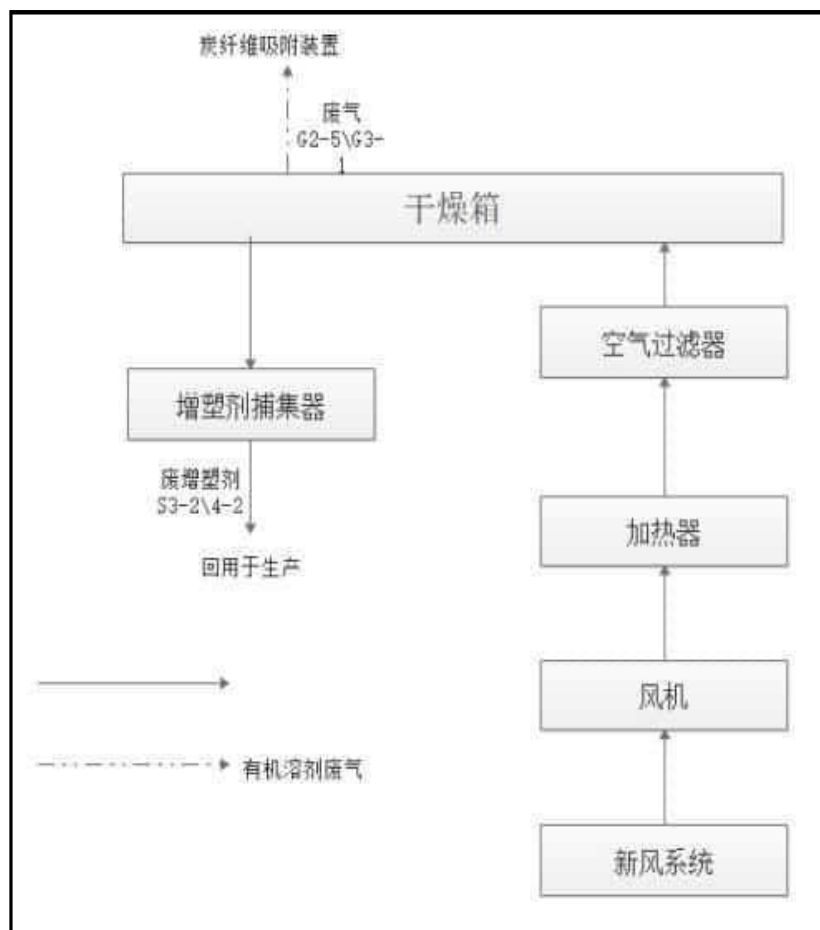 炭纤维吸附装置
废气
G2-5\G3-
1
干燥箱
空气过滤器
增塑剂捕集器
废增塑剂
S3-2\4-2
回用于生产
加热器
风机
有机溶剂废气
新风系统